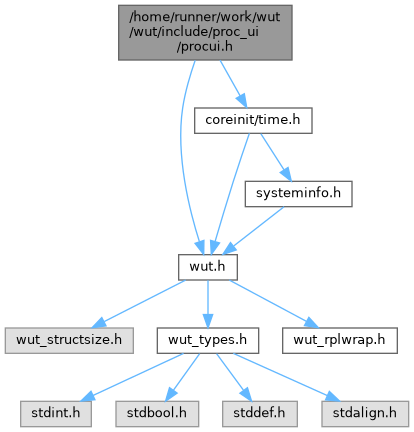 /home/runner/work/wut
/wut/include/proc_ui
/procui.h
coreinit/time.h
systeminfo.h
wut.h
wut_structsize.h
wut_types.h
wut_rplwrap.h
stdint.h
stdbool.h
stddef.h
stdalign.h